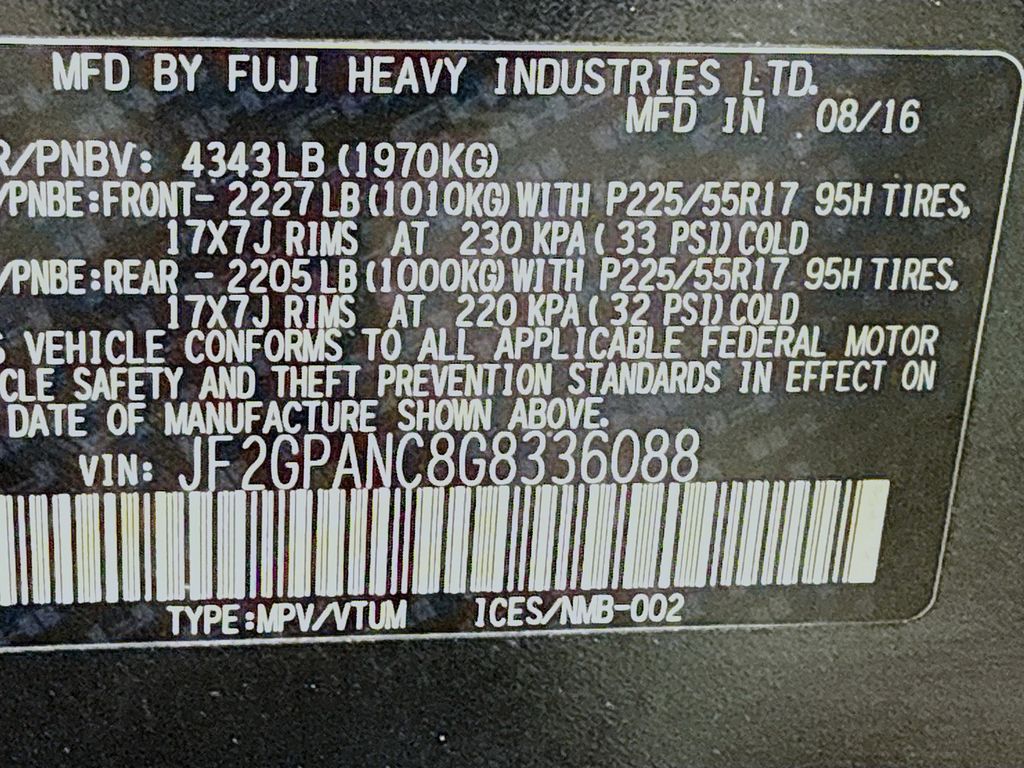 MFD BY FUJI HEAVY INDUSTRIES LTD.
MFD IN 08/16
R/PNBV: 4343LB (1970KG)
/PNBE:FRONT- 2227LB(1010KG)WITH P225/55R17 95H TIRES,
17X7J RIMS AT 230 KPA( 33 PSI)COLD
/PNBE:REAR - 2205LB(1000KG)WITH P225/55R17 95H TIRES.
17X7J RIMS AT 220 KPA( 32 PSI)COLD
S VEHICLE CONFORMS TO ALL APPLICABLE FEDERAL MOTOR
CLE SAFETY AND THEFT PREVENTION STANDARDS IN EFFECT ON
DATE OF MANUFACTURE SHOWN ABOVE.
VIN: JF2GPANC8G8336088
TYPE:MPV/VTUM ICES/NMB-002